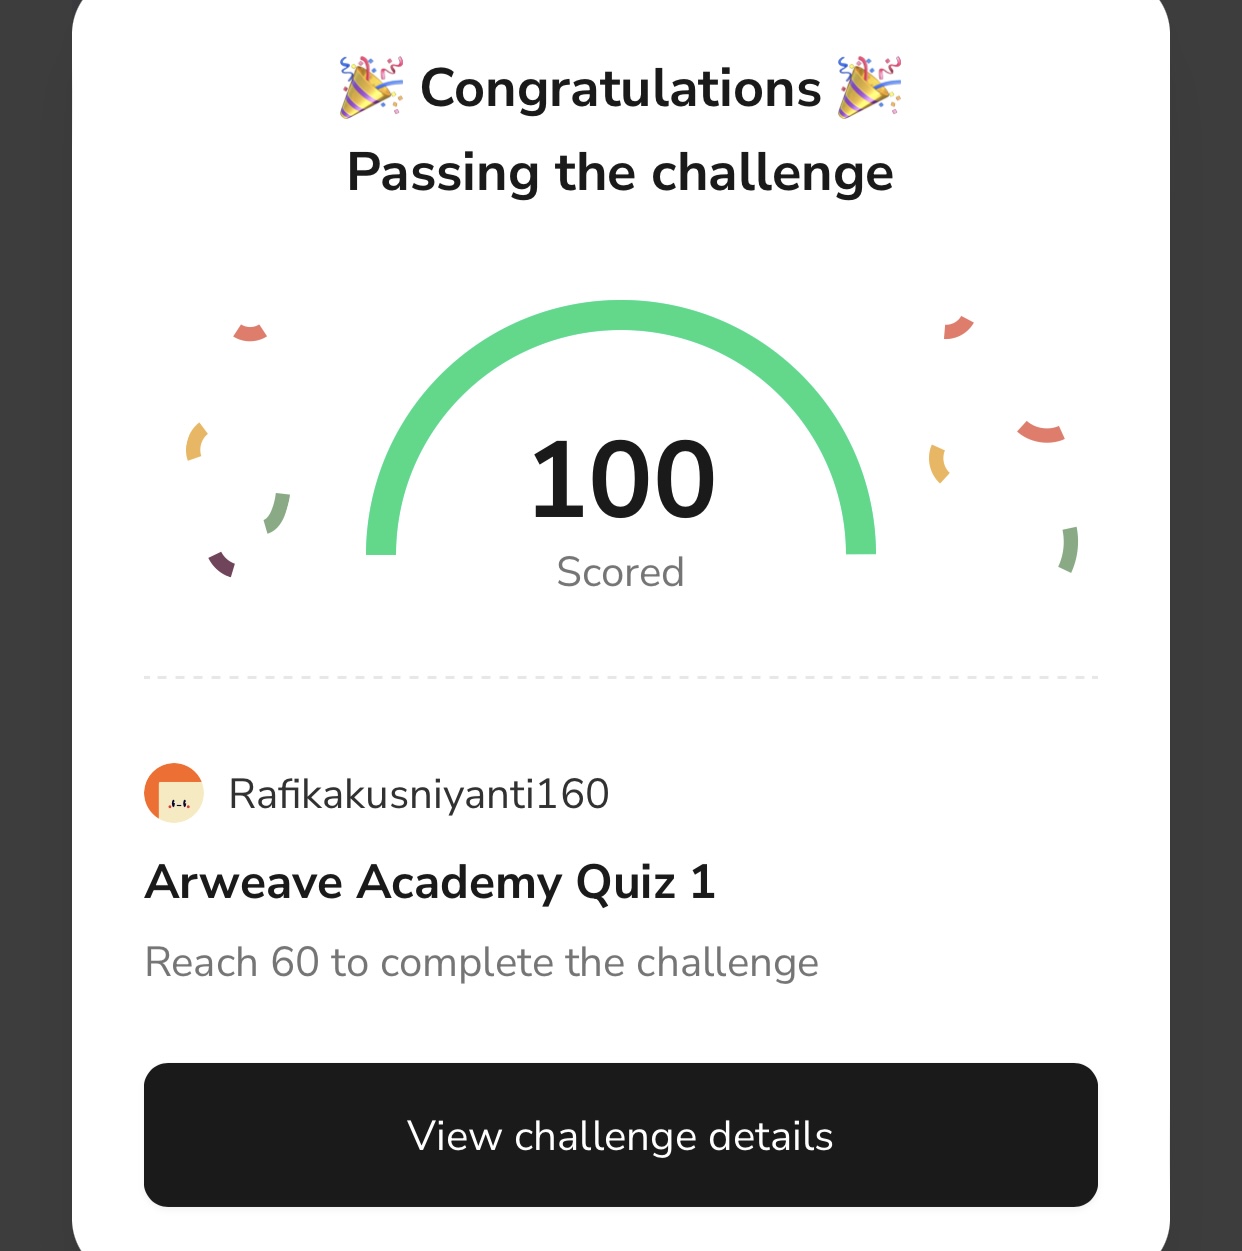 🎉 Congratulations 🎉
Passing the challenge
100
Scored
Rafikakusniyanti160
Arweave Academy Quiz 1
Reach 60 to complete the challenge
View challenge details